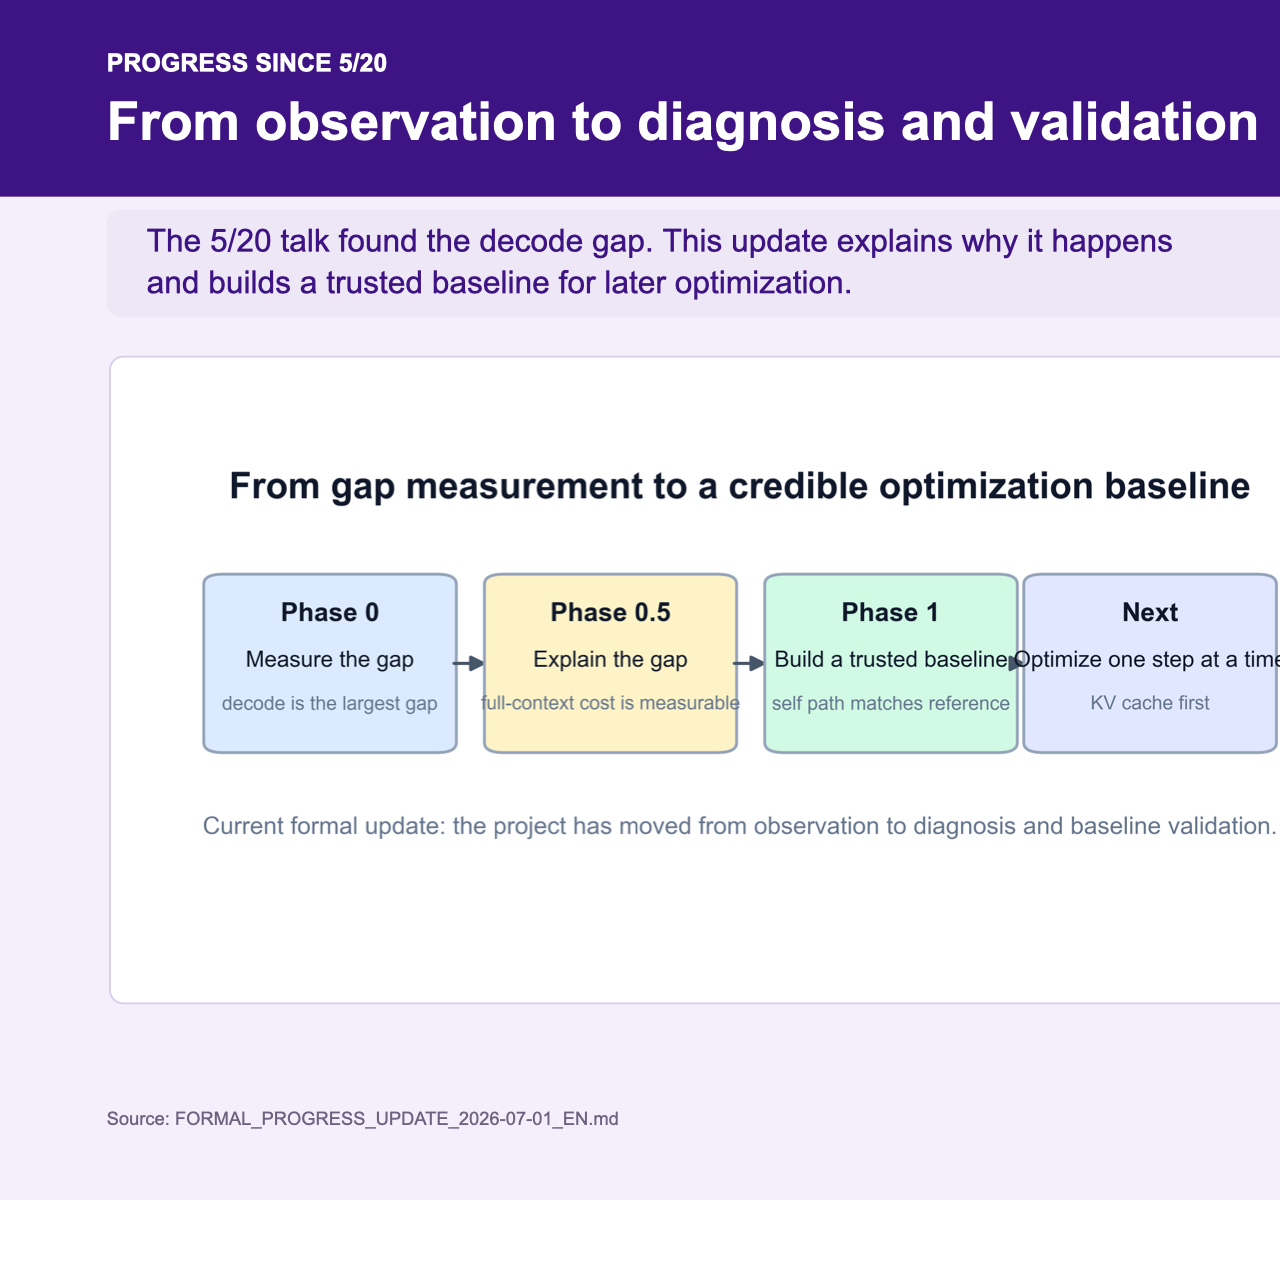 PROGRESS SINCE 5/20
From observation to diagnosis and validation
The 5/20 talk found the decode gap. This update explains why it happens
and builds a trusted baseline for later optimization.
From gap measurement to a credible optimization baseline
Phase 0
Measure the gap
decode is the largest gap
Phase 0.5
Explain the gap
full-context cost is measurable
Phase 1
Build a trusted baseline
self path matches reference
Next
Optimize one step at a time
KV cache first
Current formal update: the project has moved from observation to diagnosis and baseline validation.
Source: FORMAL_PROGRESS_UPDATE_2026-07-01_EN.md